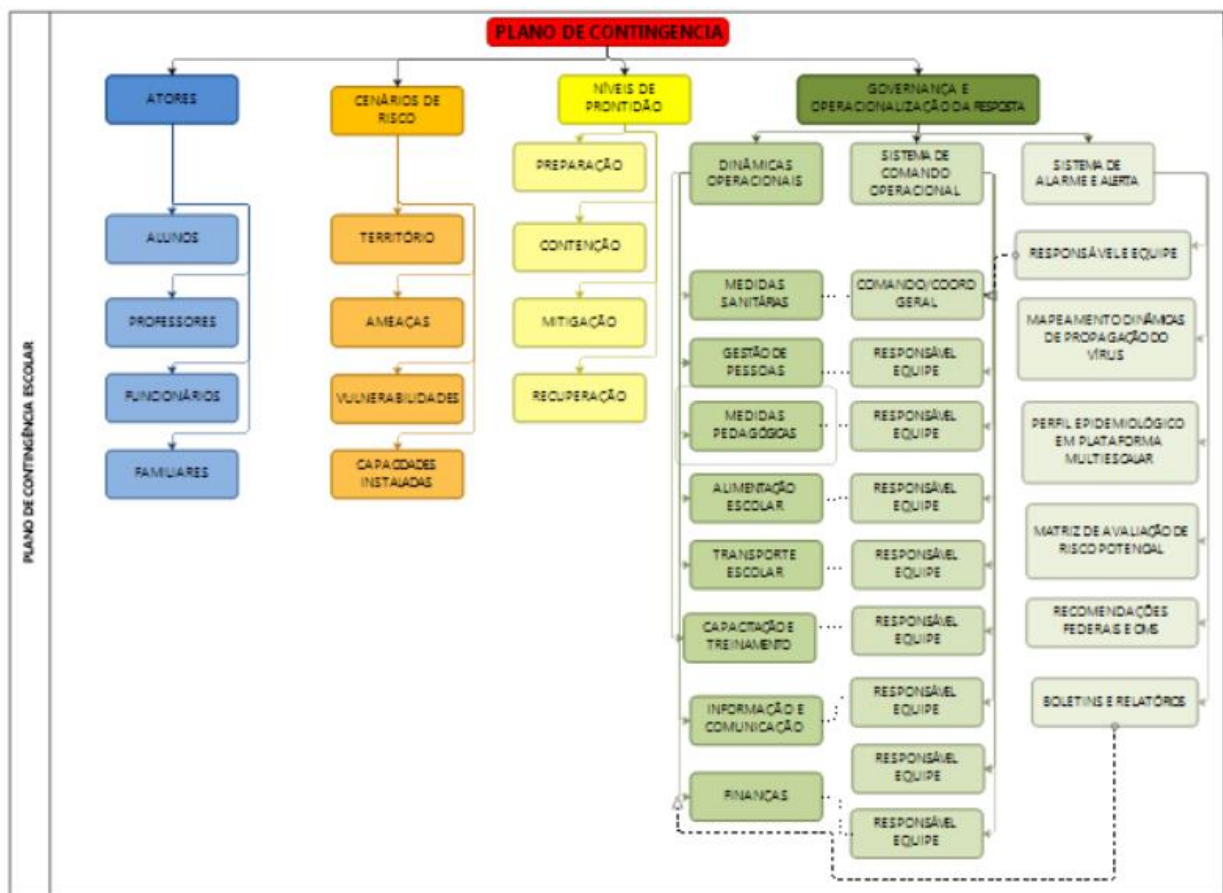 PLANO DE CONTINGÊNCIA ESCOLAR
PLANO DE CONTINGENCIA
ATORES
ALUNOS
PROFESSORES
FUNCIONÁRIOS
FAMILIARES
CENÁRIOS DE
RISCO
TERRITÓRIO
AMEAÇAS
VULNERABILIDADES
CAPACIDADES
INSTALADAS
NÍVEIS DE
PRONTIDÃO
PREPARAÇÃO
CONTENÇÃO
MITIGAÇÃO
RECUPERAÇÃO
GOVERNANÇA E
OPERACIONALIZAÇÃO DA RESPOSTA
DINÂMICAS
OPERACIONAIS
MEDIDAS
SANITÁRIAS
GESTÃO DE
PESSOAS
MEDIDAS
PEDAGÓGICAS
ALIMENTAÇÃO
ESCOLAR
TRANSPORTE
ESCOLAR
CAPACITAÇÃO E
TREINAMENTO
INFORMAÇÃO E
COMUNICAÇÃO
FINANÇAS
SISTEMA DE
COMANDO
OPERACIONAL
COMANDO/COORD
GERAL
RESPONSÁVEL
EQUIPE
RESPONSÁVEL
EQUIPE
RESPONSÁVEL
EQUIPE
RESPONSÁVEL
EQUIPE
RESPONSÁVEL
EQUIPE
RESPONSÁVEL
EQUIPE
RESPONSÁVEL
EQUIPE
RESPONSÁVEL
EQUIPE
SISTEMA DE
ALARME E ALERTA
RESPONSÁVEL E EQUIPE
MAPEAMENTO DINÂMICAS
DE PROPAGAÇÃO DO
VÍRUS
PERFIL EPIDEMIOLÓGICO
EM PLATAFORMA
MULTIESCALAR
MATRIZ DE AVALIAÇÃO DE
RISCO POTENCIAL
RECOMENDAÇÕES
FEDERAIS E OMS
BOLETINS E RELATÓRIOS